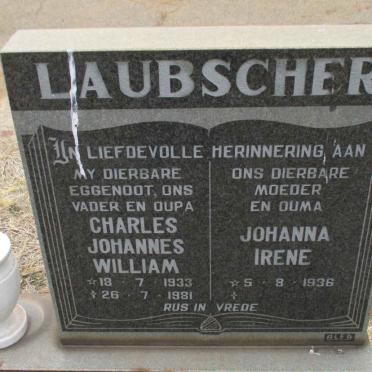 LAUBSCHER
IN LIEFDEVOLLE HERINNERING AAN
MY DIERBARE
EGGENOOT, ONS
VADER EN OUPA
CHARLES
JOHANNES
WILLIAM
☆18 · 7 · 1933
✝26 · 7 · 1981
ONS DIERBARE
MOEDER
EN OUMA
JOHANNA
IRENE
☆5 · 8 · 1936
✝
RUS IN VREDE